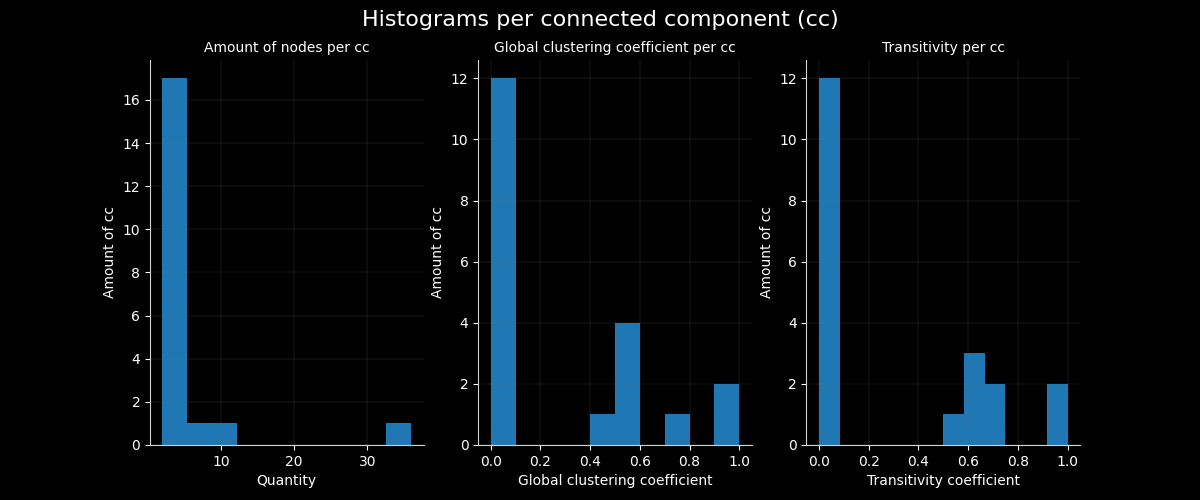 Histograms per connected component (cc)
Amount of nodes per cc
Global clustering coefficient per cc
Transitivity per cc
Amount of cc
16
14
12
10
8
6
4
2
0
10 20 30
Quantity
Amount of cc
12
10
8
6
4
2
0
0.0 0.2 0.4 0.6 0.8 1.0
Global clustering coefficient
Amount of cc
12
10
8
6
4
2
0
0.0 0.2 0.4 0.6 0.8 1.0
Transitivity coefficient